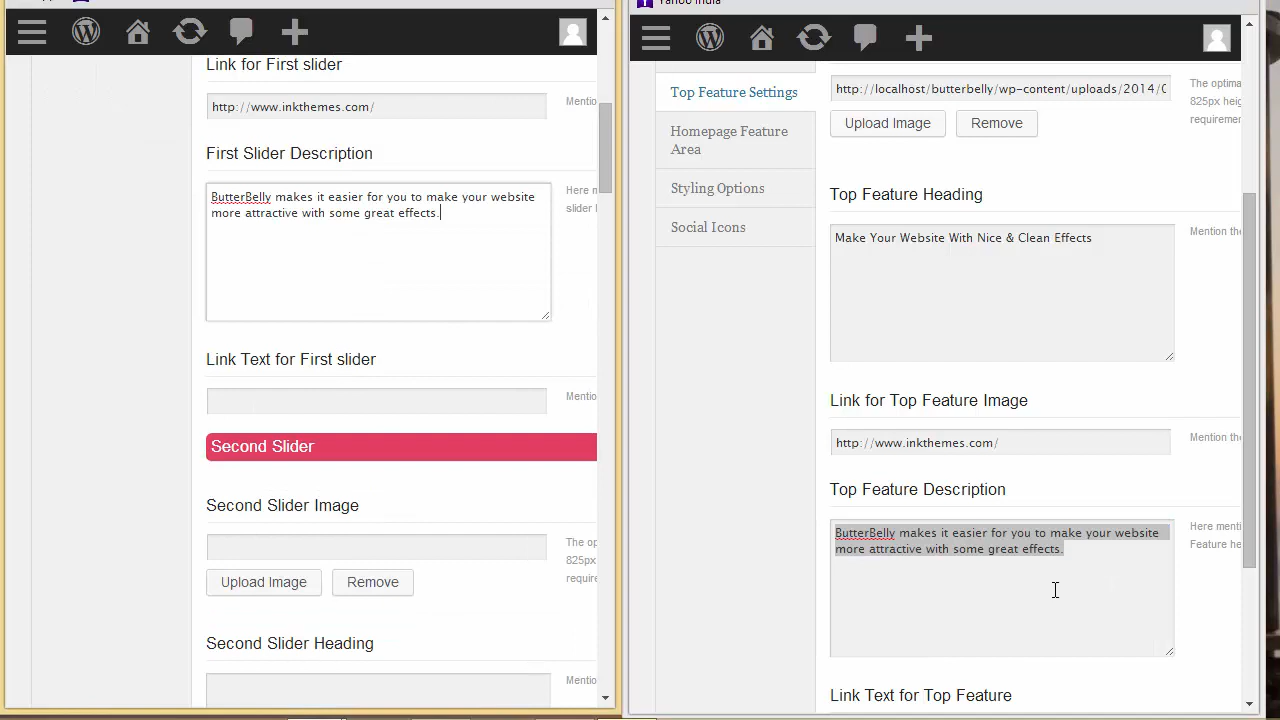 Link for First slider
http://www.inkthemes.com/
Mentio
First Slider Description
ButterBelly makes it easier for you to make your website
more attractive with some great effects.
Here m
slider
Link Text for First slider
Mentio
Second Slider
Second Slider Image
The op
825px
require
Upload Image
Remove
Second Slider Heading
Mentio
Yahoo India
Top Feature Settings
Homepage Feature
Area
Styling Options
Social Icons
http://localhost/butterbelly/wp-content/uploads/2014/0
The optima
825px heig
requiremen
Upload Image
Remove
Top Feature Heading
Make Your Website With Nice & Clean Effects
Mention the
Link for Top Feature Image
http://www.inkthemes.com/
Mention the
Top Feature Description
ButterBelly makes it easier for you to make your website
more attractive with some great effects.
Here menti
Feature he
Link Text for Top Feature